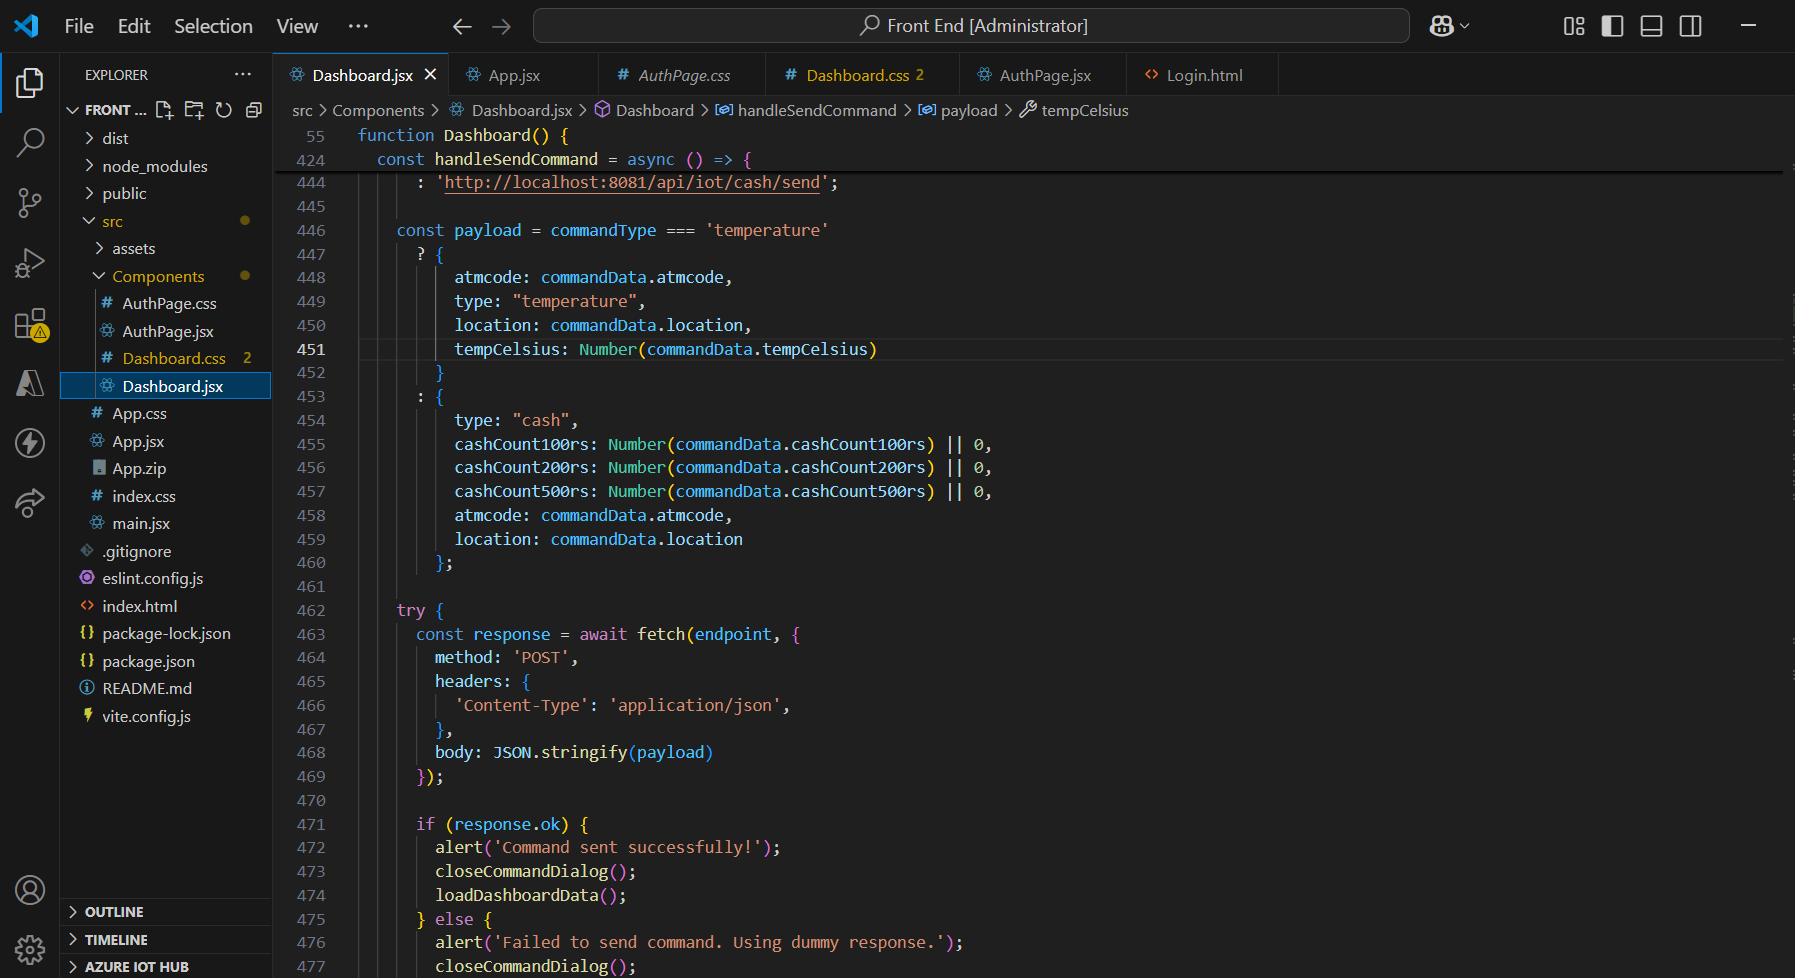 File Edit Selection View ···
Front End [Administrator]
EXPLORER ···
FRONT ...
dist
node_modules
public
src
assets
Components
# AuthPage.css
AuthPage.jsx
# Dashboard.css 2
Dashboard.jsx
# App.css
App.jsx
App.zip
# index.css
main.jsx
.gitignore
eslint.config.js
<> index.html
{} package-lock.json
{} package.json
README.md
vite.config.js
OUTLINE
TIMELINE
AZURE IOT HUB
Dashboard.jsx App.jsx # AuthPage.css # Dashboard.css 2 AuthPage.jsx <> Login.html
src > Components > Dashboard.jsx > Dashboard > handleSendCommand > payload > tempCelsius
55 function Dashboard() {
424 const handleSendCommand = async () => {
444 : 'http://localhost:8081/api/iot/cash/send';
445
446 const payload = commandType === 'temperature'
447 ? {
448 atmcode: commandData.atmcode,
449 type: "temperature",
450 location: commandData.location,
451 tempCelsius: Number(commandData.tempCelsius)
452 }
453 : {
454 type: "cash",
455 cashCount100rs: Number(commandData.cashCount100rs) || 0,
456 cashCount200rs: Number(commandData.cashCount200rs) || 0,
457 cashCount500rs: Number(commandData.cashCount500rs) || 0,
458 atmcode: commandData.atmcode,
459 location: commandData.location
460 };
461
462 try {
463 const response = await fetch(endpoint, {
464 method: 'POST',
465 headers: {
466 'Content-Type': 'application/json',
467 },
468 body: JSON.stringify(payload)
469 });
470
471 if (response.ok) {
472 alert('Command sent successfully!');
473 closeCommandDialog();
474 loadDashboardData();
475 } else {
476 alert('Failed to send command. Using dummy response.');
477 closeCommandDialog();